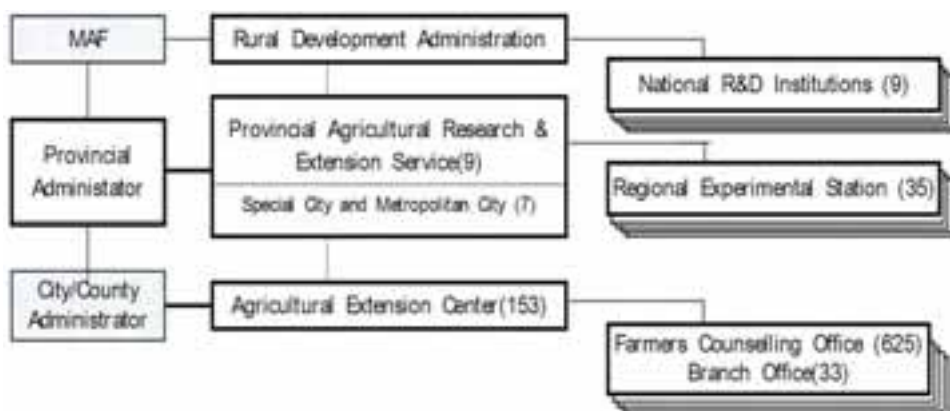 MAF
Rural Development Administration
National R&D Institutions (9)
Provincial
Administator
Provincial Agricultural Research &
Extension Service(9)
Special City and Metropolitan City (7)
Regional Experimental Station (35)
City/County
Administrator
Agricultural Extension Center(153)
Farmers Counselling Office (625)
Branch Office(33)